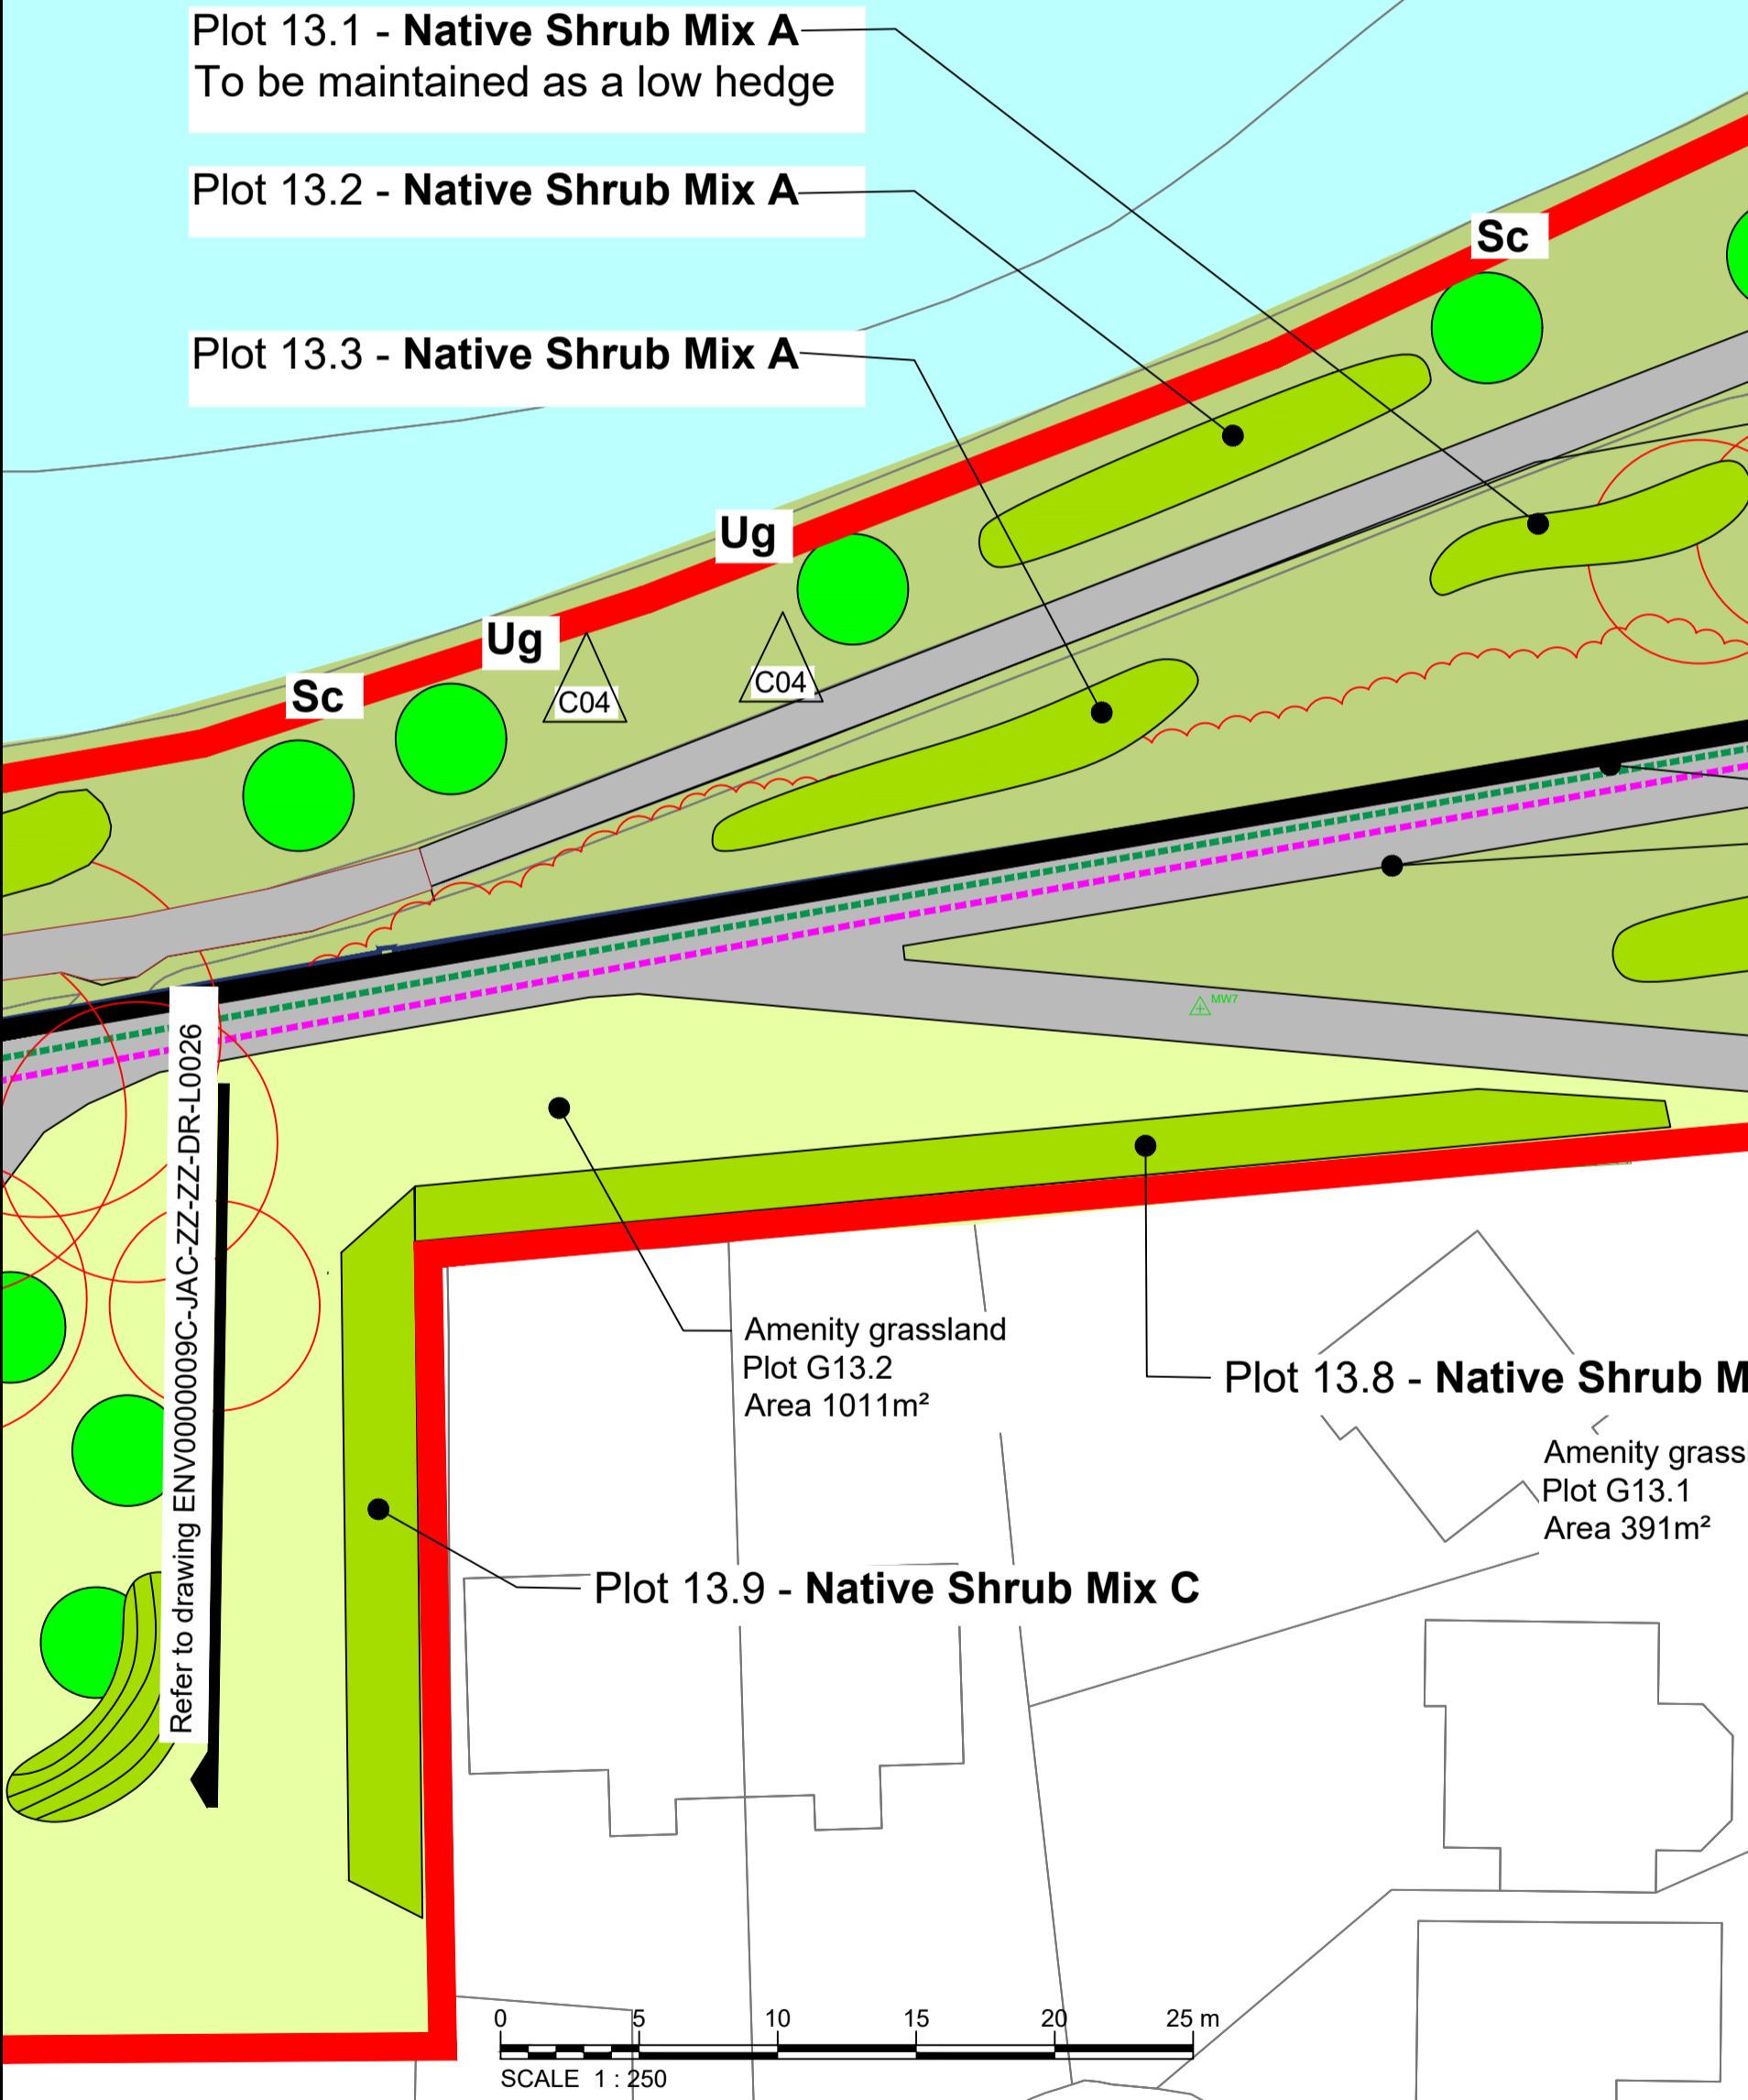 Plot 13.1 - Native Shrub Mix A
To be maintained as a low hedge
Plot 13.2 - Native Shrub Mix A
Sc
Plot 13.3 - Native Shrub Mix A
Ug
Ug
Sc
C04
C04
MW7
Refer to drawing ENV0000009C-JAC-ZZ-ZZ-DR-L0026
Amenity grassland
Plot G13.2
Area 1011m²
Plot 13.8 - Native Shrub M
Amenity grass
Plot G13.1
Area 391m²
Plot 13.9 - Native Shrub Mix C
0 5 10 15 20 25 m
SCALE 1 : 250